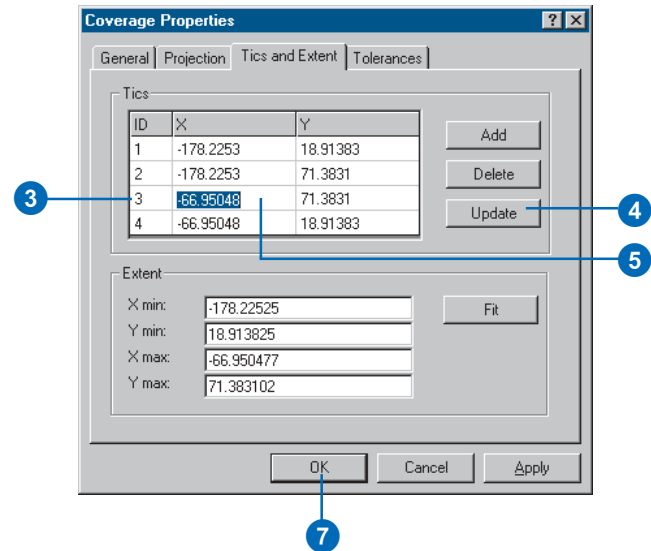 Coverage Properties
General Projection Tics and Extent Tolerances
Tics
ID X Y
1 -178.2253 18.91383
2 -178.2253 71.3831
3 -66.95048 71.3831
4 -66.95048 18.91383
Add
Delete
Update
3
4
5
Extent
X min: -178.22525
Y min: 18.913825
X max: -66.950477
Y max: 71.383102
Fit
OK Cancel Apply
7